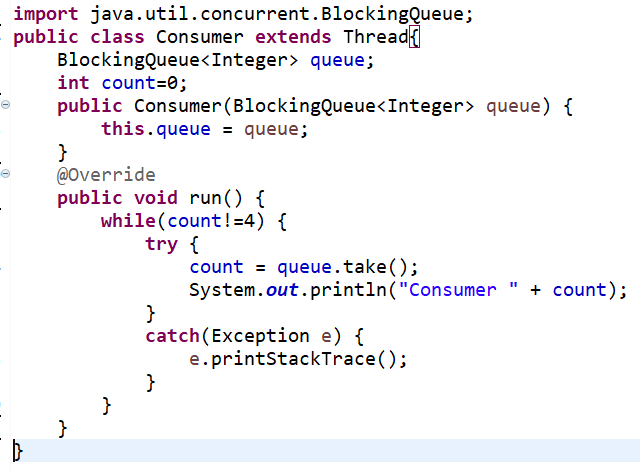 import java.util.concurrent.BlockingQueue;
public class Consumer extends Thread{
    BlockingQueue<Integer> queue;
    int count=0;
    public Consumer(BlockingQueue<Integer> queue) {
        this.queue = queue;
    }
    @Override
    public void run() {
        while(count!=4) {
            try {
                count = queue.take();
                System.out.println("Consumer " + count);
            }
            catch(Exception e) {
                e.printStackTrace();
            }
        }
    }
}